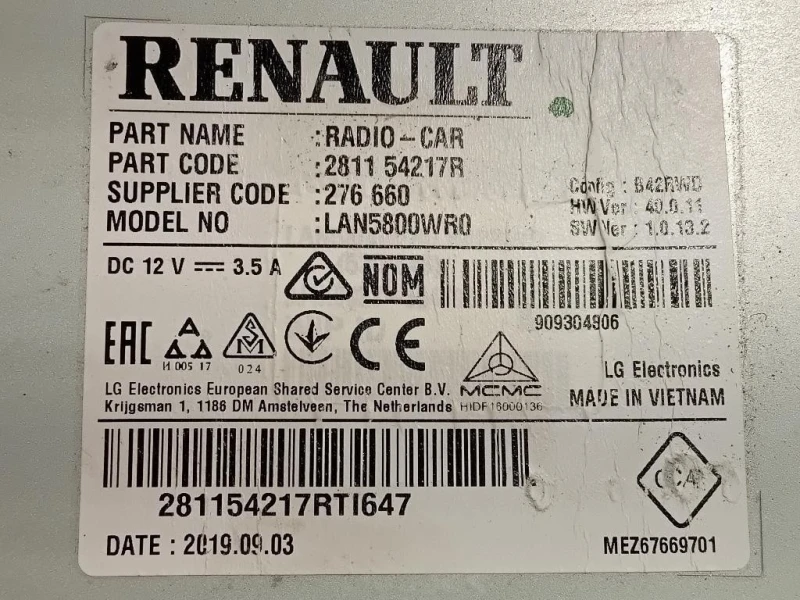 RENAULT
PART NAME :RADIO-CAR
PART CODE :2811 54217R
SUPPLIER CODE :276 660
MODEL NO :LAN5800WR0
Config : B42RWD
HW Ver : 40.0.11
SW Ver : 1.0.13.2
DC 12 V 3.5 A
NOM
909304906
EAC
И 005 17
024
CE
LG Electronics European Shared Service Center B.V.
Krijgsman 1, 1186 DM Amstelveen, The Netherlands
MCMC
HIDF16000136
LG Electronics
MADE IN VIETNAM
281154217RTI647
DATE : 2019.09.03
MEZ67669701